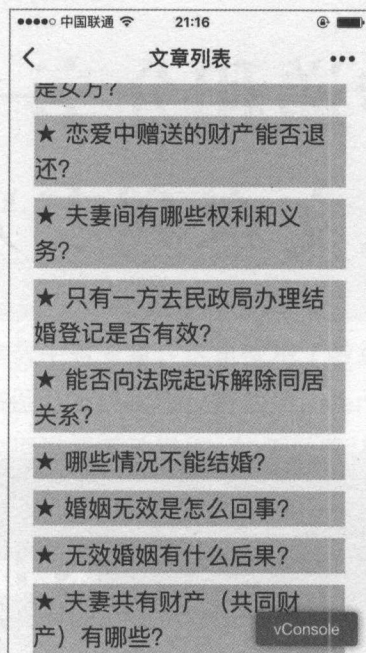 中国联通 21:16
文章列表
是女方?
★ 恋爱中赠送的财产能否退
还?
★ 夫妻间有哪些权利和义
务?
★ 只有一方去民政局办理结
婚登记是否有效?
★ 能否向法院起诉解除同居
关系?
★ 哪些情况不能结婚?
★ 婚姻无效是怎么回事?
★ 无效婚姻有什么后果?
★ 夫妻共有财产（共同财
产）有哪些?
vConsole